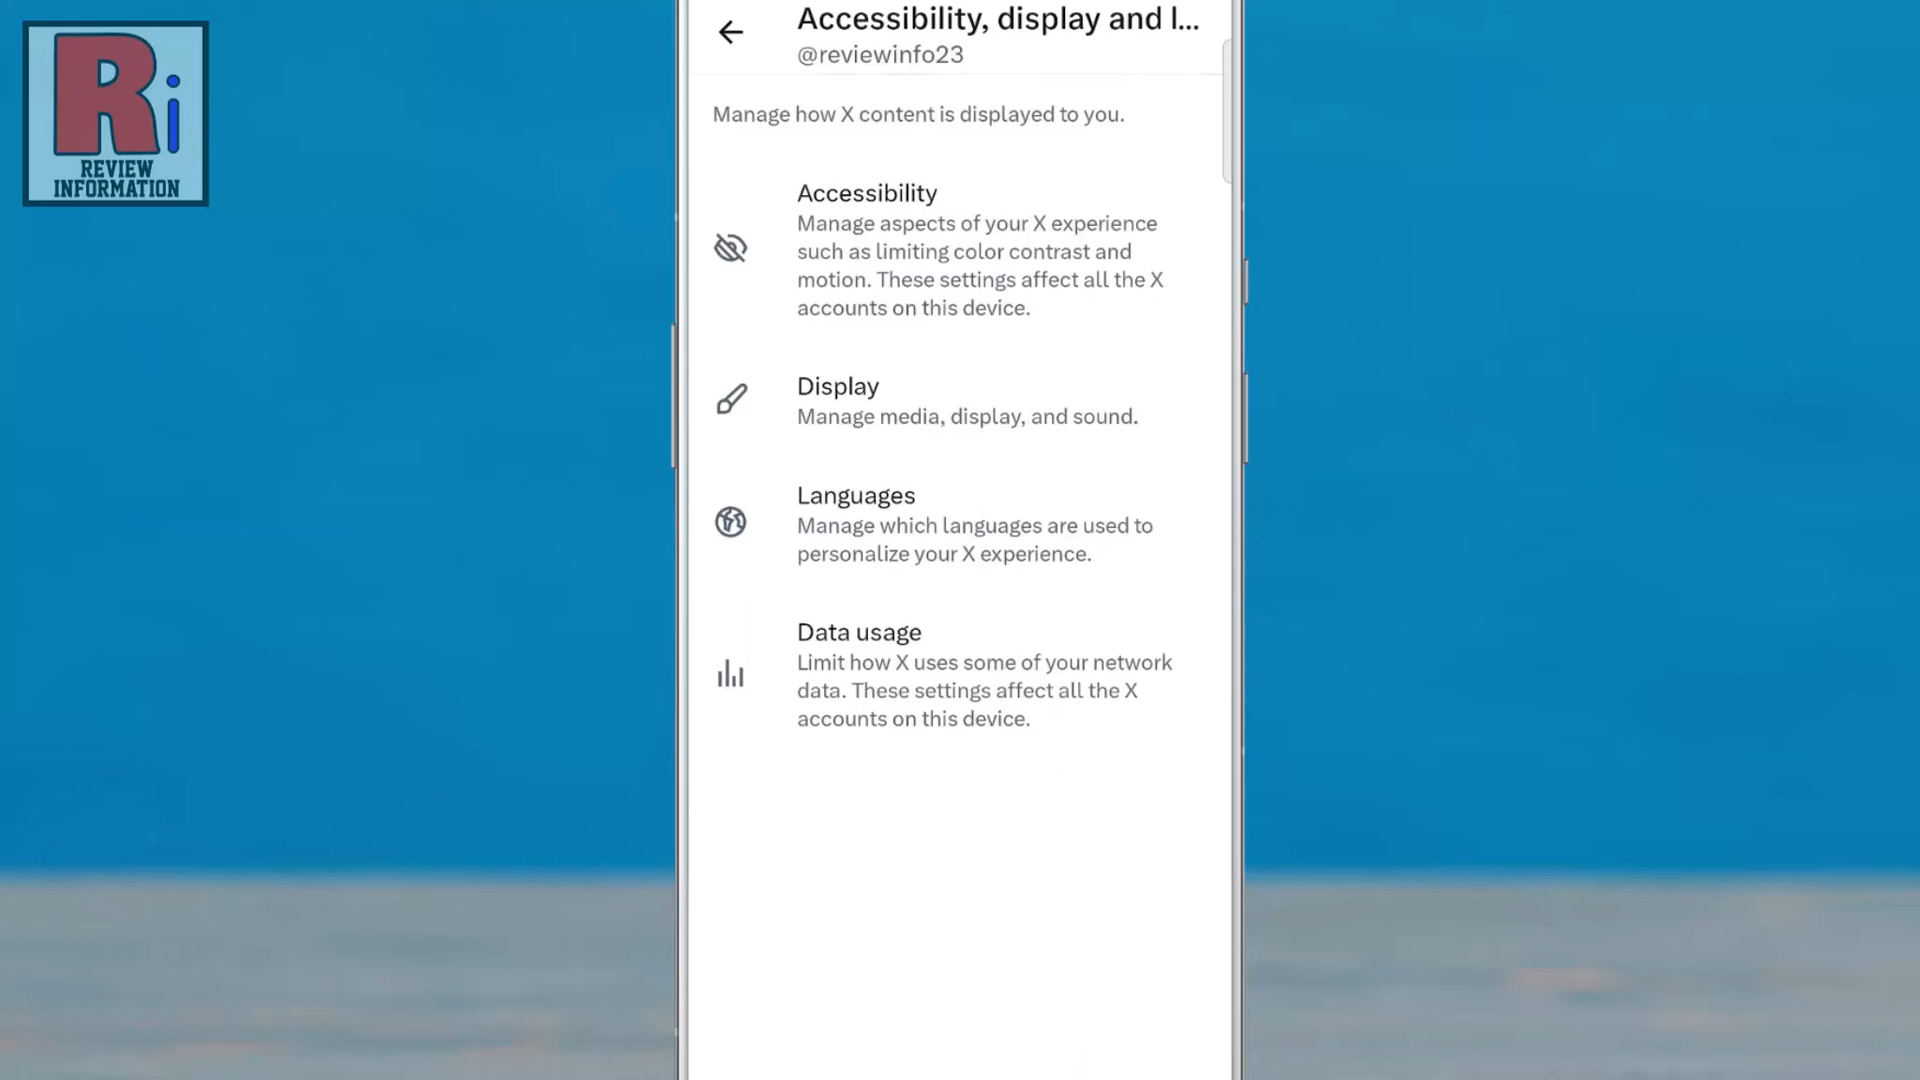 Ri
REVIEW
INFORMATION
Accessibility, display and l...
@reviewinfo23
Manage how X content is displayed to you.
Accessibility
Manage aspects of your X experience
such as limiting color contrast and
motion. These settings affect all the X
accounts on this device.
Display
Manage media, display, and sound.
Languages
Manage which languages are used to
personalize your X experience.
Data usage
Limit how X uses some of your network
data. These settings affect all the X
accounts on this device.